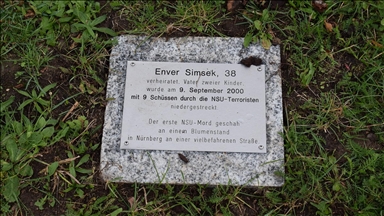 Enver Simsek, 38
verheiratet, Vater zweier Kinder,
wurde am 9. September 2000
mit 9 Schüssen durch die NSU-Terroristen
niedergestreckt.
Der erste NSU-Mord geschah
an einem Blumenstand
in Nürnberg an einer vielbefahrenen Straße.